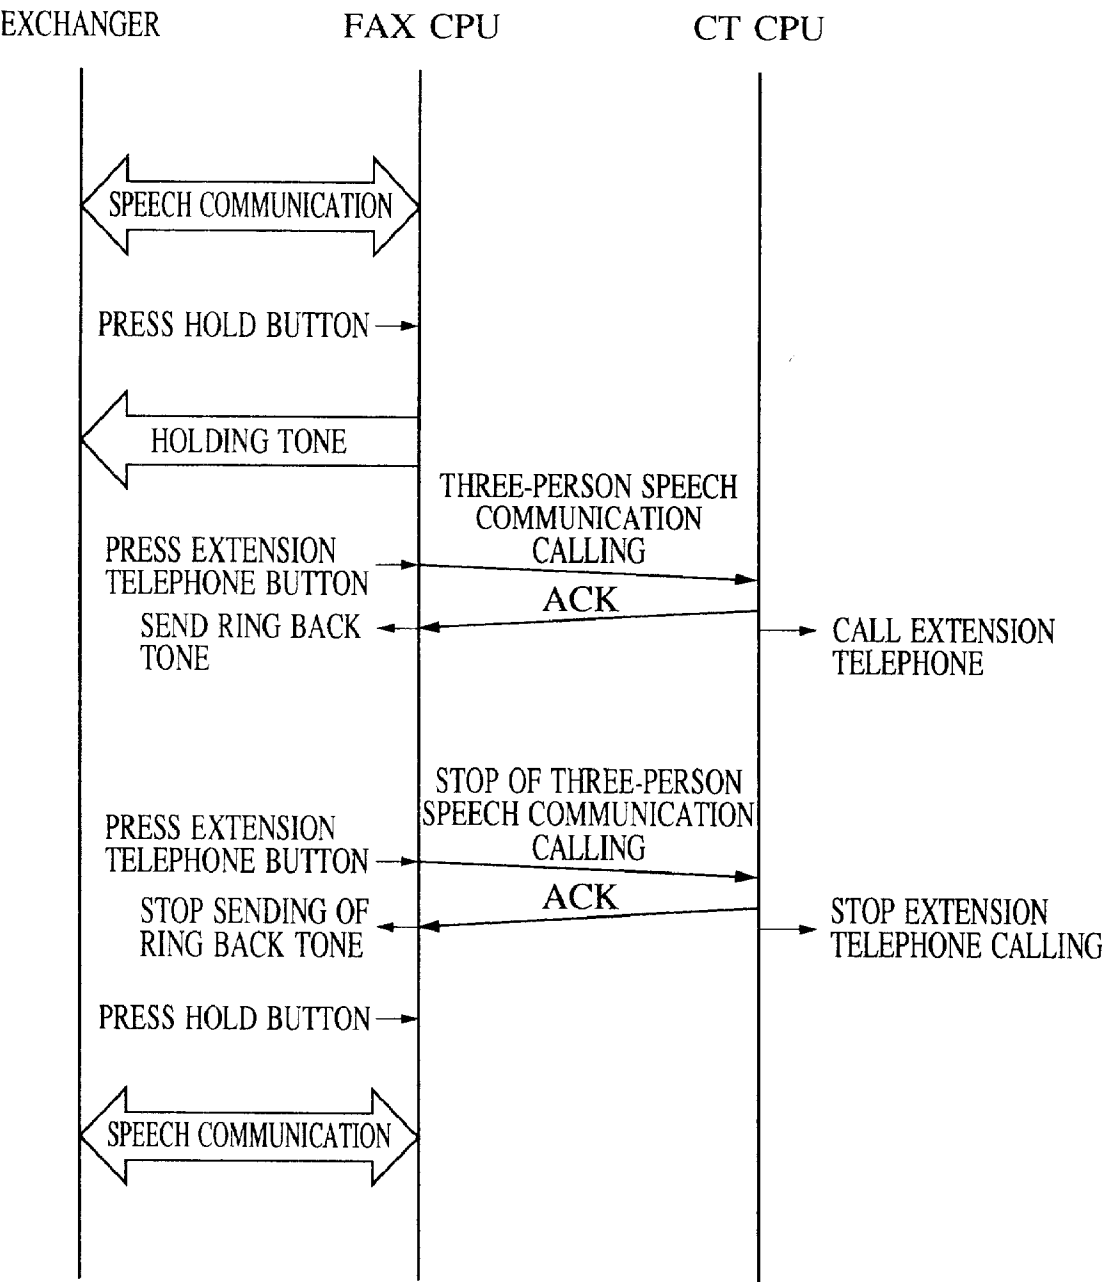 EXCHANGER
FAX CPU
CT CPU
SPEECH COMMUNICATION
PRESS HOLD BUTTON
HOLDING TONE
THREE-PERSON SPEECH
COMMUNICATION
CALLING
PRESS EXTENSION
TELEPHONE BUTTON
ACK
SEND RING BACK
TONE
CALL EXTENSION
TELEPHONE
STOP OF THREE-PERSON
SPEECH COMMUNICATION
CALLING
PRESS EXTENSION
TELEPHONE BUTTON
ACK
STOP SENDING OF
RING BACK TONE
STOP EXTENSION
TELEPHONE CALLING
PRESS HOLD BUTTON
SPEECH COMMUNICATION